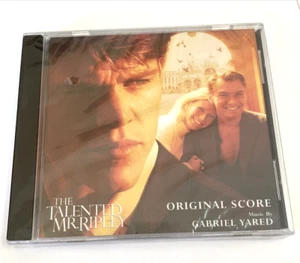 THE
TALENTED
MR. RIPLEY
ORIGINAL SCORE
Music By
GABRIEL YARED